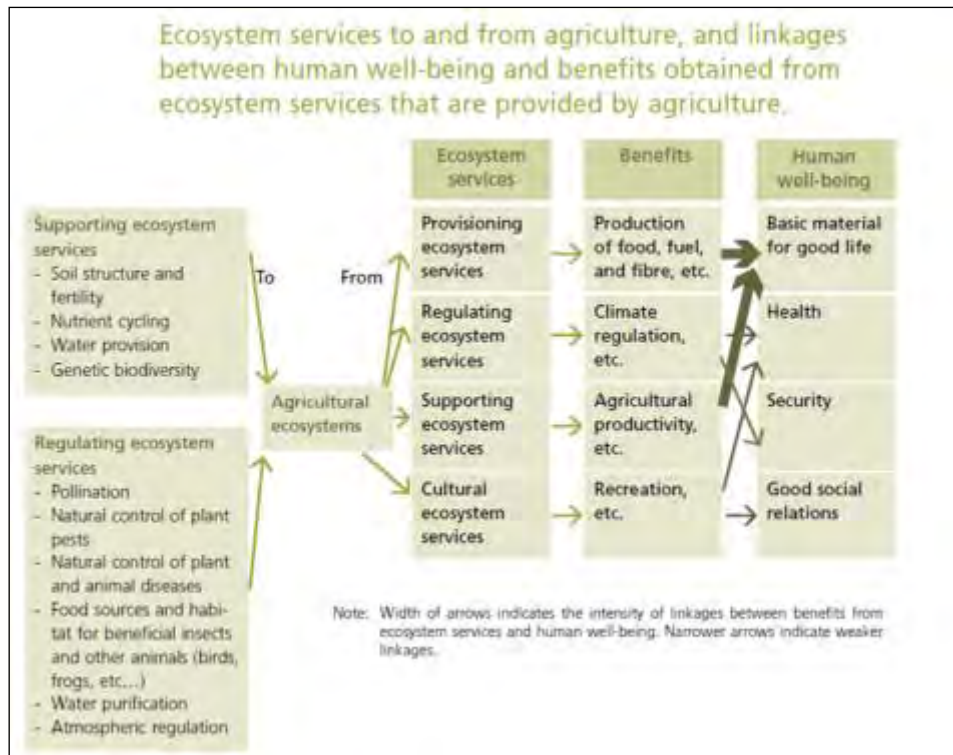 Ecosystem services to and from agriculture, and linkages
between human well-being and benefits obtained from
ecosystem services that are provided by agriculture.
Ecosystem
services
Benefits
Human
well-being
Supporting ecosystem
services
- Soil structure and
fertility
- Nutrient cycling
- Water provision
- Genetic biodiversity
Regulating ecosystem
services
- Pollination
- Natural control of plant
pests
- Natural control of plant
and animal diseases
- Food sources and habi-
tat for beneficial insects
and other animals (birds,
frogs, etc...)
- Water purification
- Atmospheric regulation
To
From
Agricultural
ecosystems
Provisioning
ecosystem
services
Production
of food, fuel,
and fibre, etc.
Basic material
for good life
Regulating
ecosystem
services
Climate
regulation,
etc.
Health
Supporting
ecosystem
services
Agricultural
productivity,
etc.
Security
Cultural
ecosystem
services
Recreation,
etc.
Good social
relations
Note: Width of arrows indicates the intensity of linkages between benefits from
ecosystem services and human well-being. Narrower arrows indicate weaker
linkages.